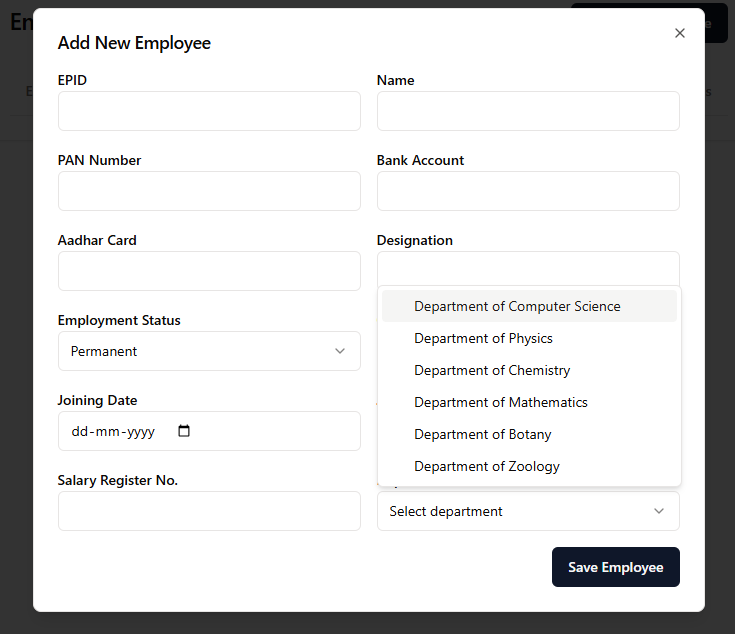 En
Add New Employee
EPID
Name
PAN Number
Bank Account
Aadhar Card
Designation
Employment Status
Permanent
Joining Date
dd-mm-yyyy
Salary Register No.
Department of Computer Science
Department of Physics
Department of Chemistry
Department of Mathematics
Department of Botany
Department of Zoology
Select department
Save Employee